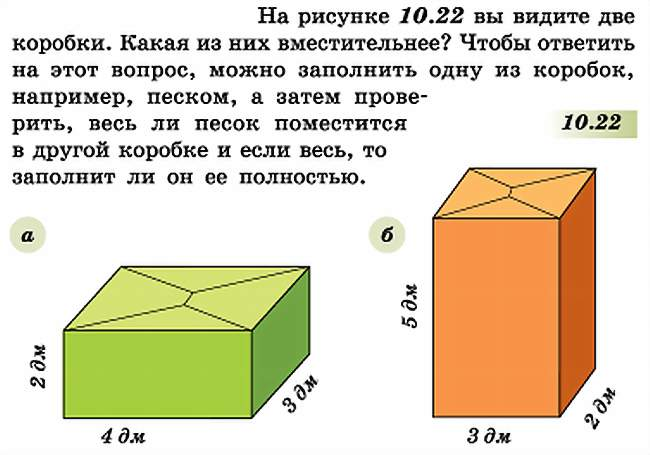 На рисунке 10.22 вы видите две
коробки. Какая из них вместительнее? Чтобы ответить
на этот вопрос, можно заполнить одну из коробок,
например, песком, а затем прове-
рить, весь ли песок поместится
в другой коробке и если весь, то
заполнит ли он ее полностью.
10.22
а
2 дм
4 дм
3 дм
б
5 дм
3 дм
2 дм